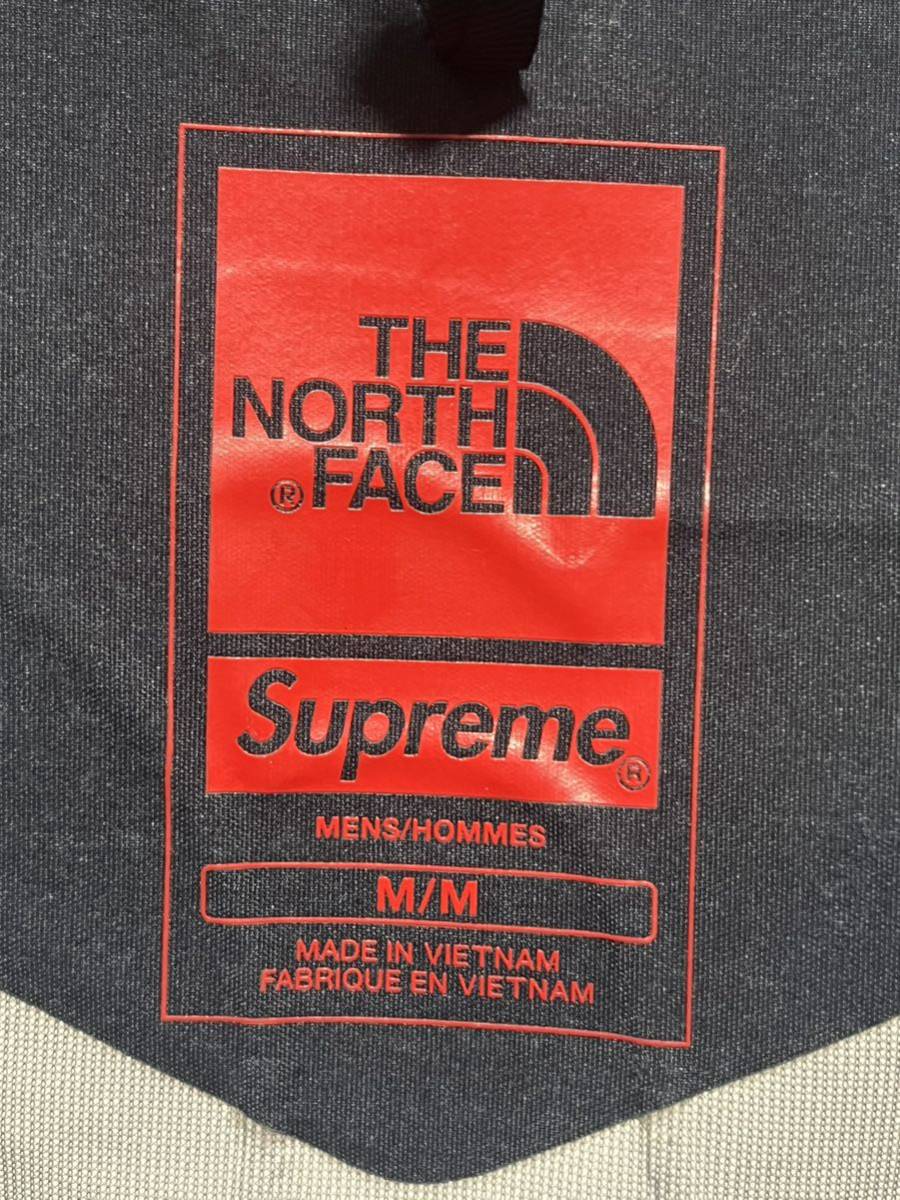 THE
NORTH
® FACE
Supreme®
MENS/HOMMES
M/M
MADE IN VIETNAM
FABRIQUE EN VIETNAM